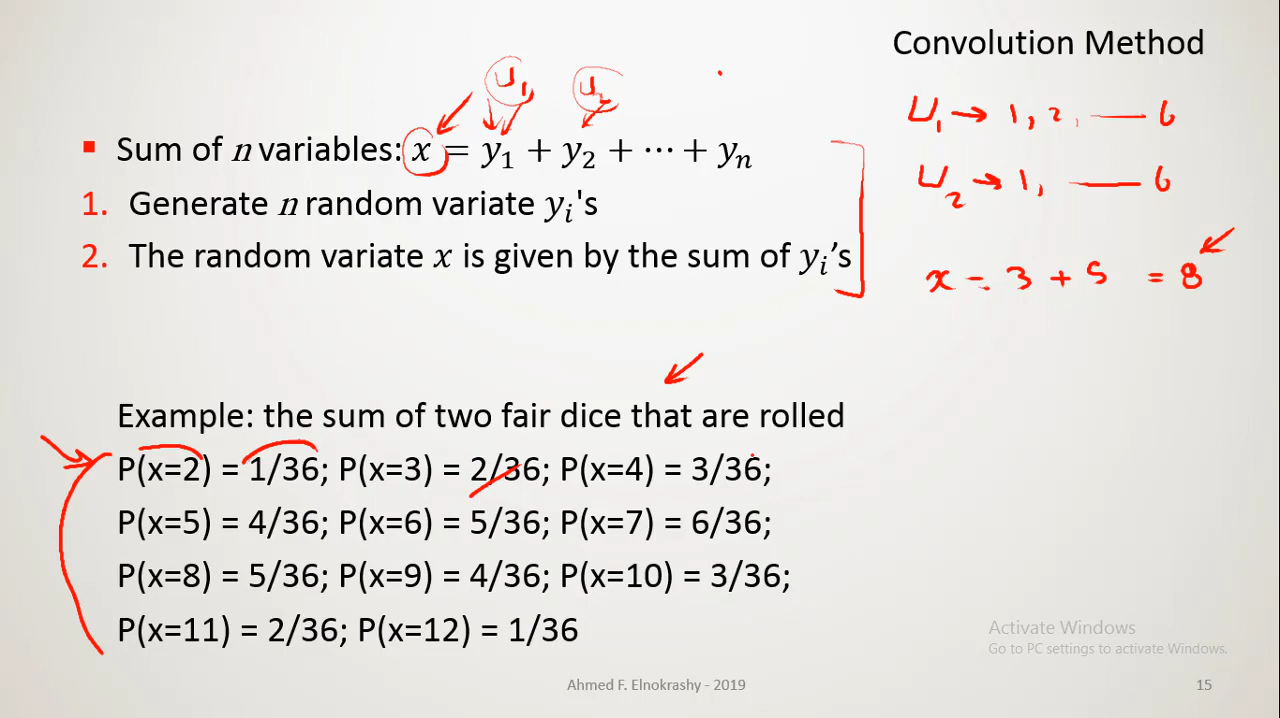 Convolution Method
u₁ u₂
U₁ → 1, 2, — 6
■ Sum of n variables: x = y₁ + y₂ + ⋯ + yₙ
U₂ → 1, — 6
1. Generate n random variate yᵢ's
2. The random variate x is given by the sum of yᵢ’s
x = 3 + 5 = 8
Example: the sum of two fair dice that are rolled
P(x=2) = 1/36; P(x=3) = 2/36; P(x=4) = 3/36;
P(x=5) = 4/36; P(x=6) = 5/36; P(x=7) = 6/36;
P(x=8) = 5/36; P(x=9) = 4/36; P(x=10) = 3/36;
P(x=11) = 2/36; P(x=12) = 1/36
Activate Windows
Go to PC settings to activate Windows.
Ahmed F. Elnokrashy - 2019
15